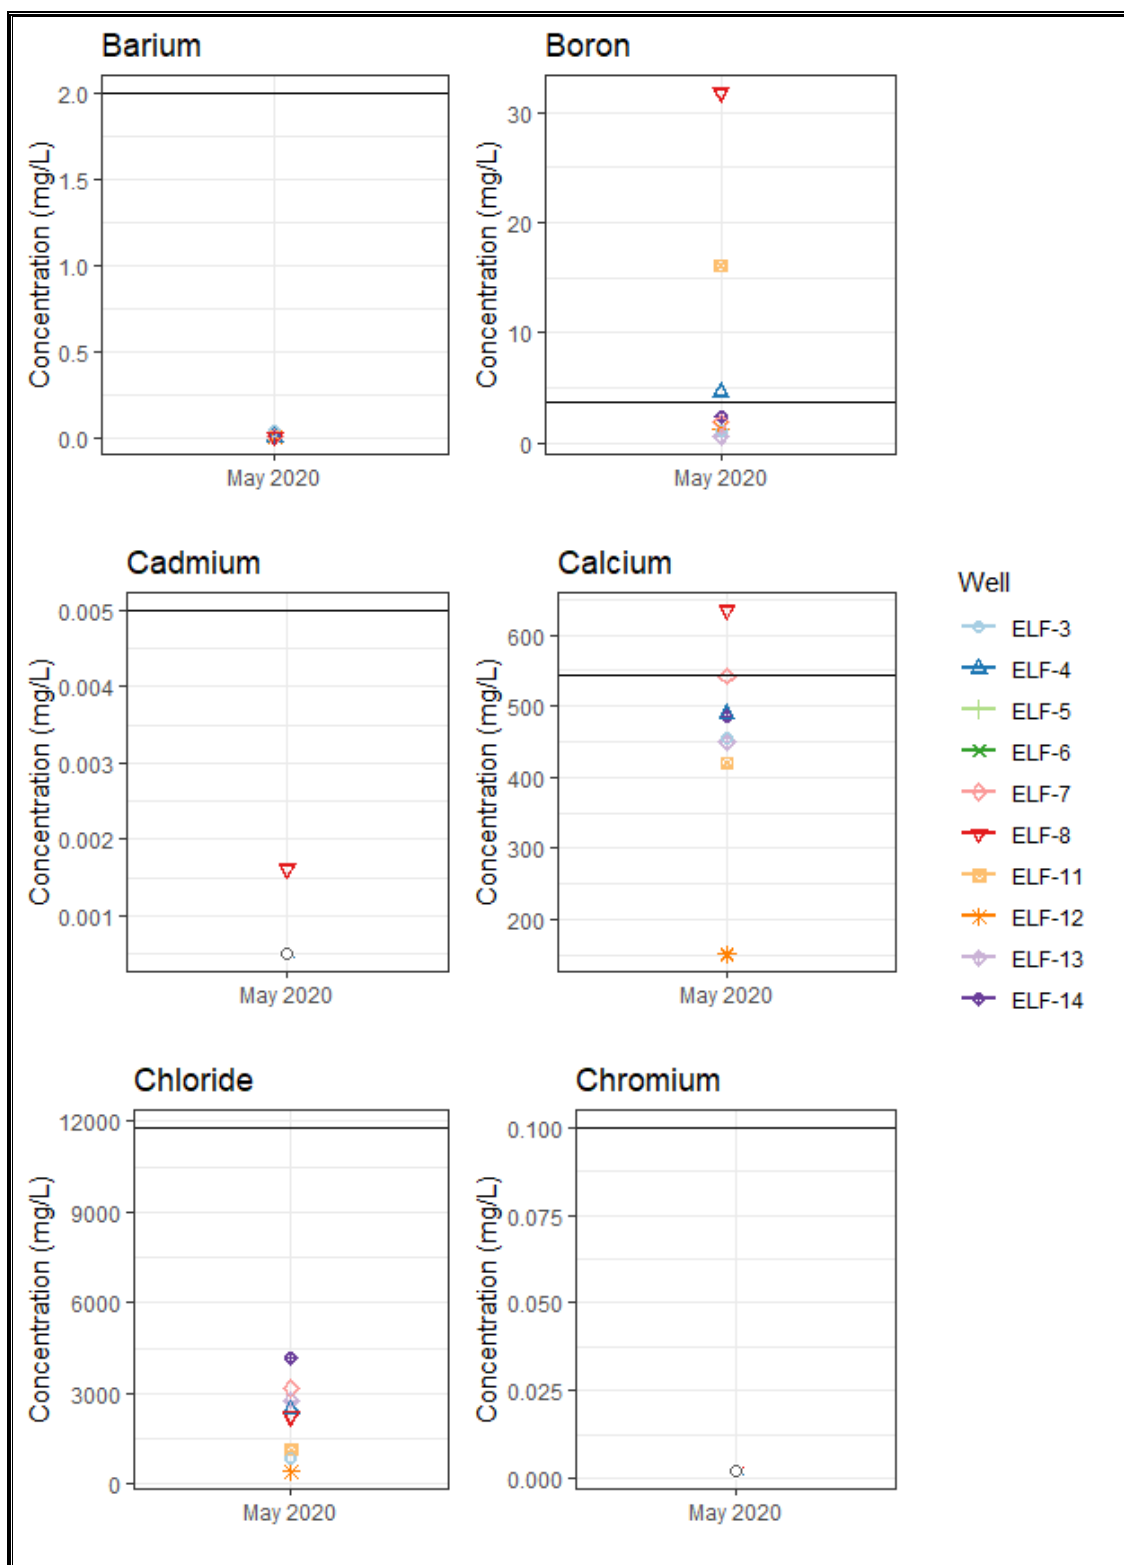 Barium
Concentration (mg/L)
2.0
1.5
1.0
0.5
0.0
May 2020
Boron
Concentration (mg/L)
30
20
10
0
May 2020
Cadmium
Concentration (mg/L)
0.005
0.004
0.003
0.002
0.001
May 2020
Calcium
Concentration (mg/L)
600
500
400
300
200
May 2020
Well
ELF-3
ELF-4
ELF-5
ELF-6
ELF-7
ELF-8
ELF-11
ELF-12
ELF-13
ELF-14
Chloride
Concentration (mg/L)
12000
9000
6000
3000
0
May 2020
Chromium
Concentration (mg/L)
0.100
0.075
0.050
0.025
0.000
May 2020